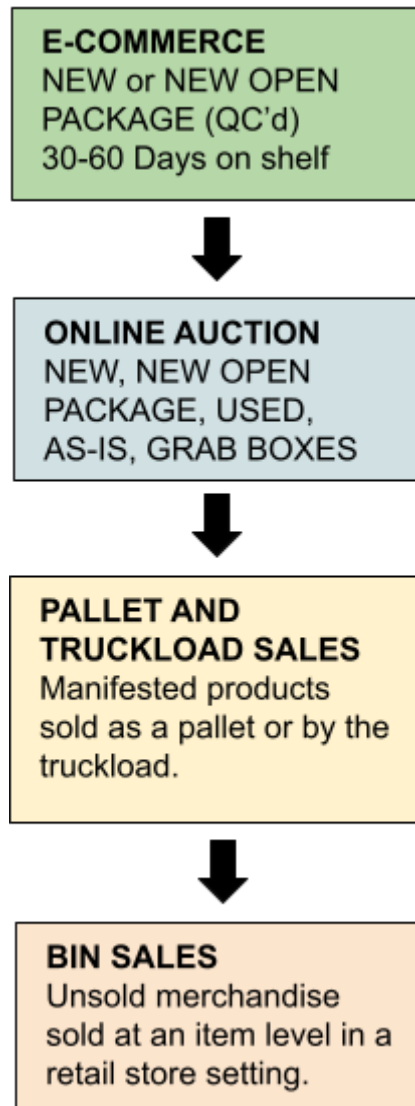 E-COMMERCE
NEW or NEW OPEN
PACKAGE (QC’d)
30-60 Days on shelf
ONLINE AUCTION
NEW, NEW OPEN
PACKAGE, USED,
AS-IS, GRAB BOXES
PALLET AND
TRUCKLOAD SALES
Manifested products
sold as a pallet or by the
truckload.
BIN SALES
Unsold merchandise
sold at an item level in a
retail store setting.